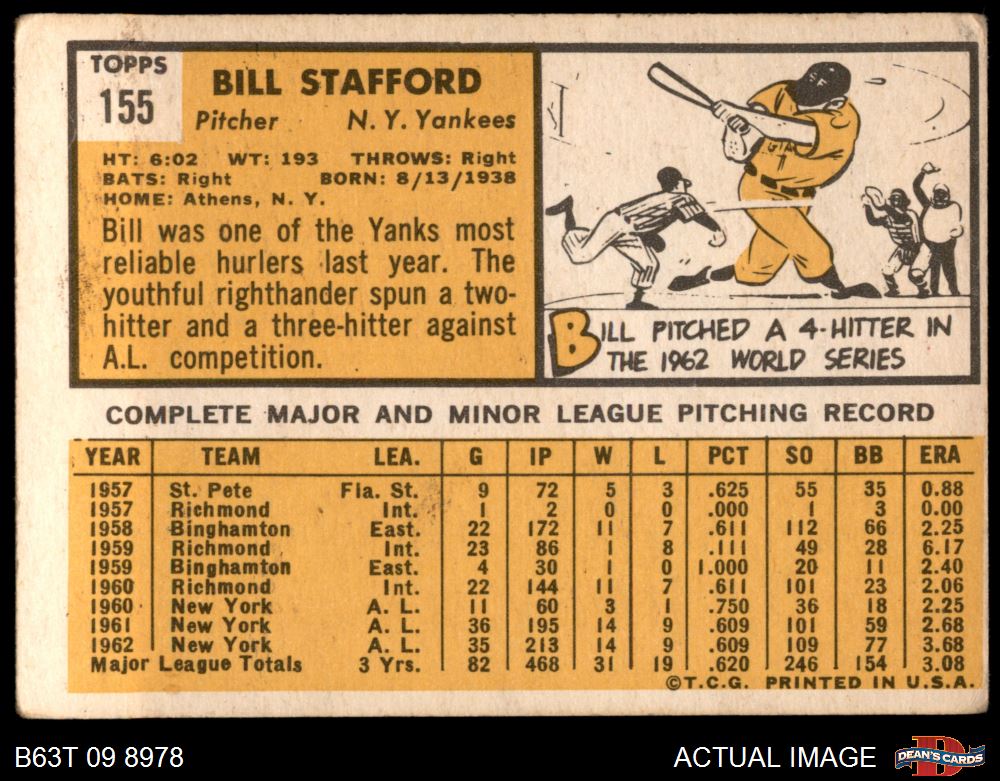 TOPPS
155
BILL STAFFORD
Pitcher N. Y. Yankees
HT: 6:02 WT: 193 THROWS: Right
BATS: Right BORN: 8/13/1938
HOME: Athens, N. Y.
Bill was one of the Yanks most
reliable hurlers last year. The
youthful righthander spun a two-
hitter and a three-hitter against
A.L. competition.
SF
GIANTS
BILL PITCHED A 4-HITTER IN
THE 1962 WORLD SERIES
COMPLETE MAJOR AND MINOR LEAGUE PITCHING RECORD
YEAR TEAM LEA. G IP W L PCT SO BB ERA
1957 St. Pete Fla. St. 9 72 5 3 .625 55 35 0.88
1957 Richmond Int. 1 2 0 0 .000 1 3 0.00
1958 Binghamton East. 22 172 11 7 .611 112 66 2.25
1959 Richmond Int. 23 86 1 8 .111 49 28 6.17
1959 Binghamton East. 4 30 1 0 1.000 20 11 2.40
1960 Richmond Int. 22 144 11 7 .611 101 23 2.06
1960 New York A. L. 11 60 3 1 .750 36 18 2.25
1961 New York A. L. 36 195 14 9 .609 101 59 2.68
1962 New York A. L. 35 213 14 9 .609 109 77 3.68
Major League Totals 3 Yrs. 82 468 31 19 .620 246 154 3.08
©T.C.G. PRINTED IN U.S.A.
B63T 09 8978
ACTUAL IMAGE
D
DEAN'S CARDS